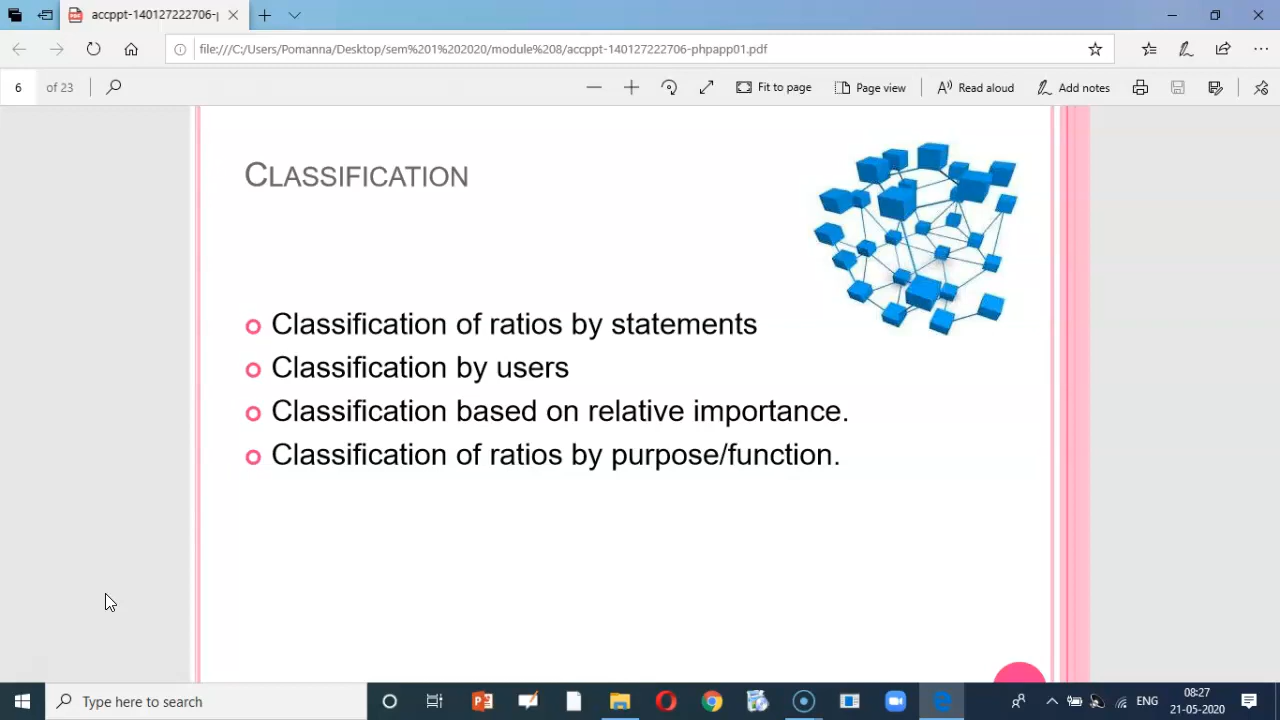 accppt-140127222706-p
file:///C:/Users/Pomanna/Desktop/sem%201%202020/module%208/accppt-140127222706-phpapp01.pdf
6 of 23
Fit to page
Page view
Read aloud
Add notes
CLASSIFICATION
Classification of ratios by statements
Classification by users
Classification based on relative importance.
Classification of ratios by purpose/function.
Type here to search
ENG
08:27
21-05-2020